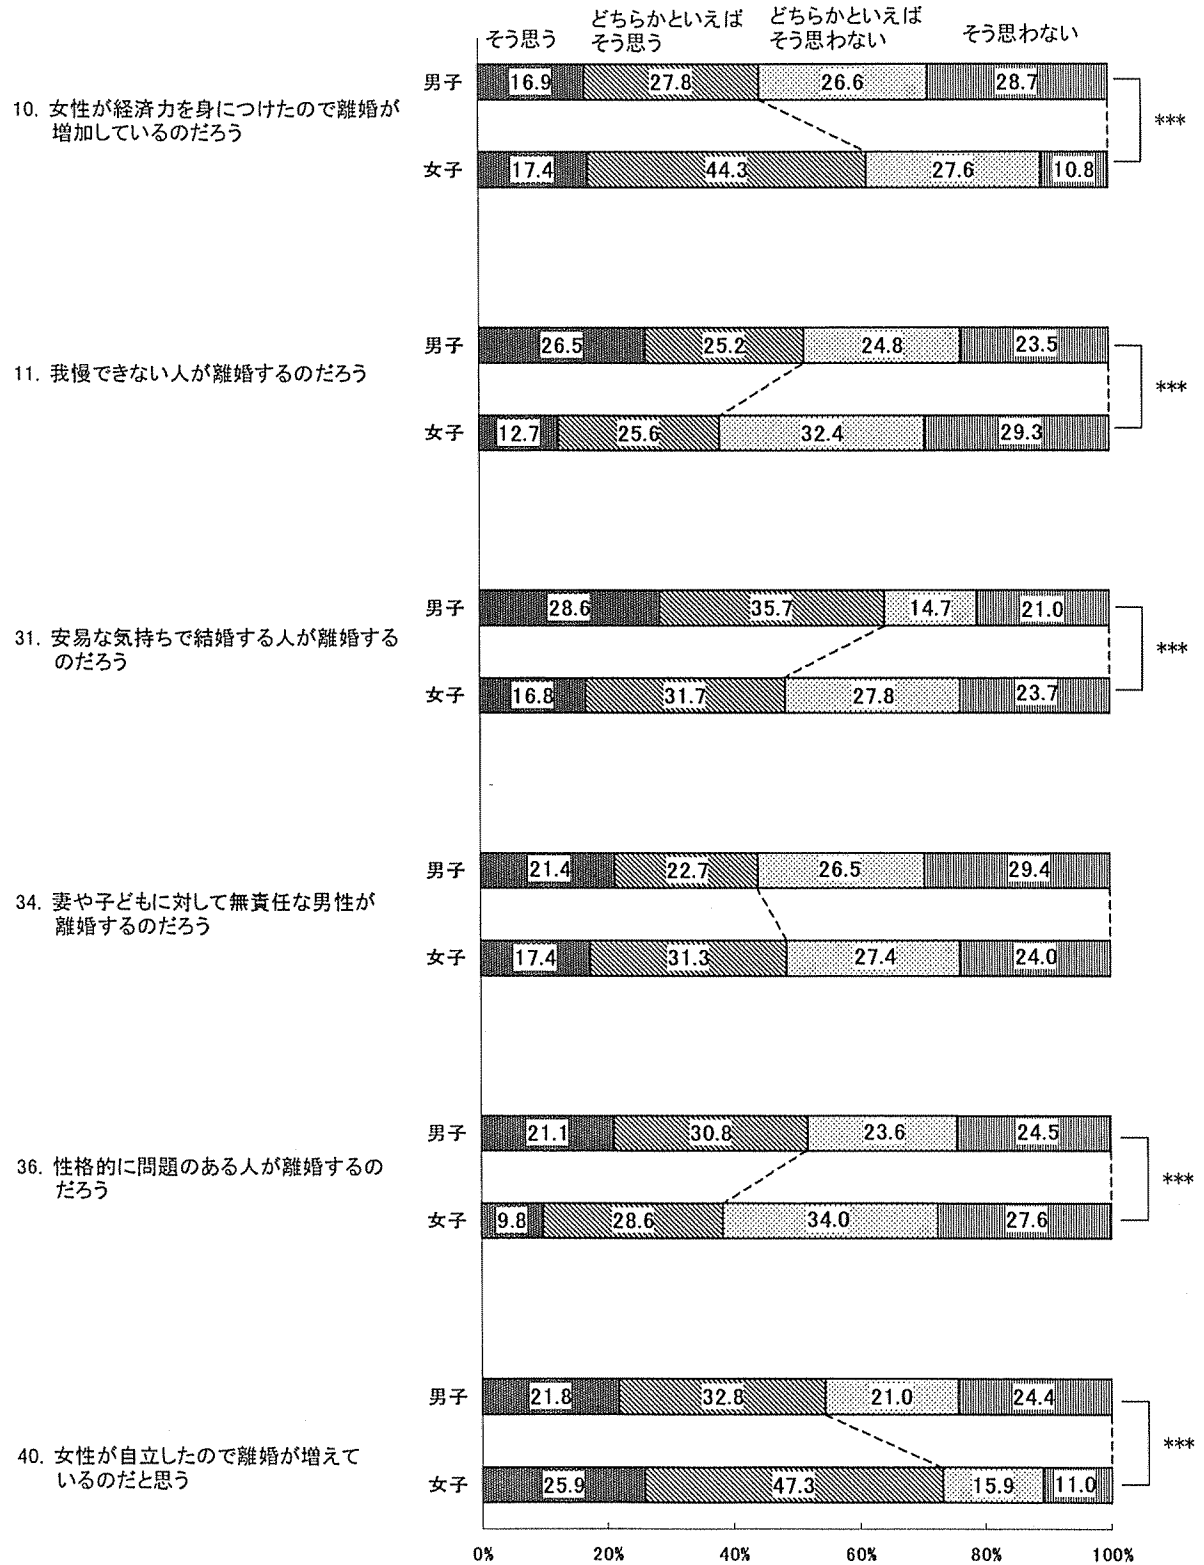 そう思う
どちらかといえば
そう思う
どちらかといえば
そう思わない
そう思わない
10. 女性が経済力を身につけたので離婚が
増加しているのだろう
男子
16.9
27.8
26.6
28.7
女子
17.4
44.3
27.6
10.8
***
11. 我慢できない人が離婚するのだろう
男子
26.5
25.2
24.8
23.5
女子
12.7
25.6
32.4
29.3
***
31. 安易な気持ちで結婚する人が離婚する
のだろう
男子
28.6
35.7
14.7
21.0
女子
16.8
31.7
27.8
23.7
***
34. 妻や子どもに対して無責任な男性が
離婚するのだろう
男子
21.4
22.7
26.5
29.4
女子
17.4
31.3
27.4
24.0
36. 性格的に問題のある人が離婚するの
だろう
男子
21.1
30.8
23.6
24.5
女子
9.8
28.6
34.0
27.6
***
40. 女性が自立したので離婚が増えて
いるのだと思う
男子
21.8
32.8
21.0
24.4
女子
25.9
47.3
15.9
11.0
***
0%
20%
40%
60%
80%
100%